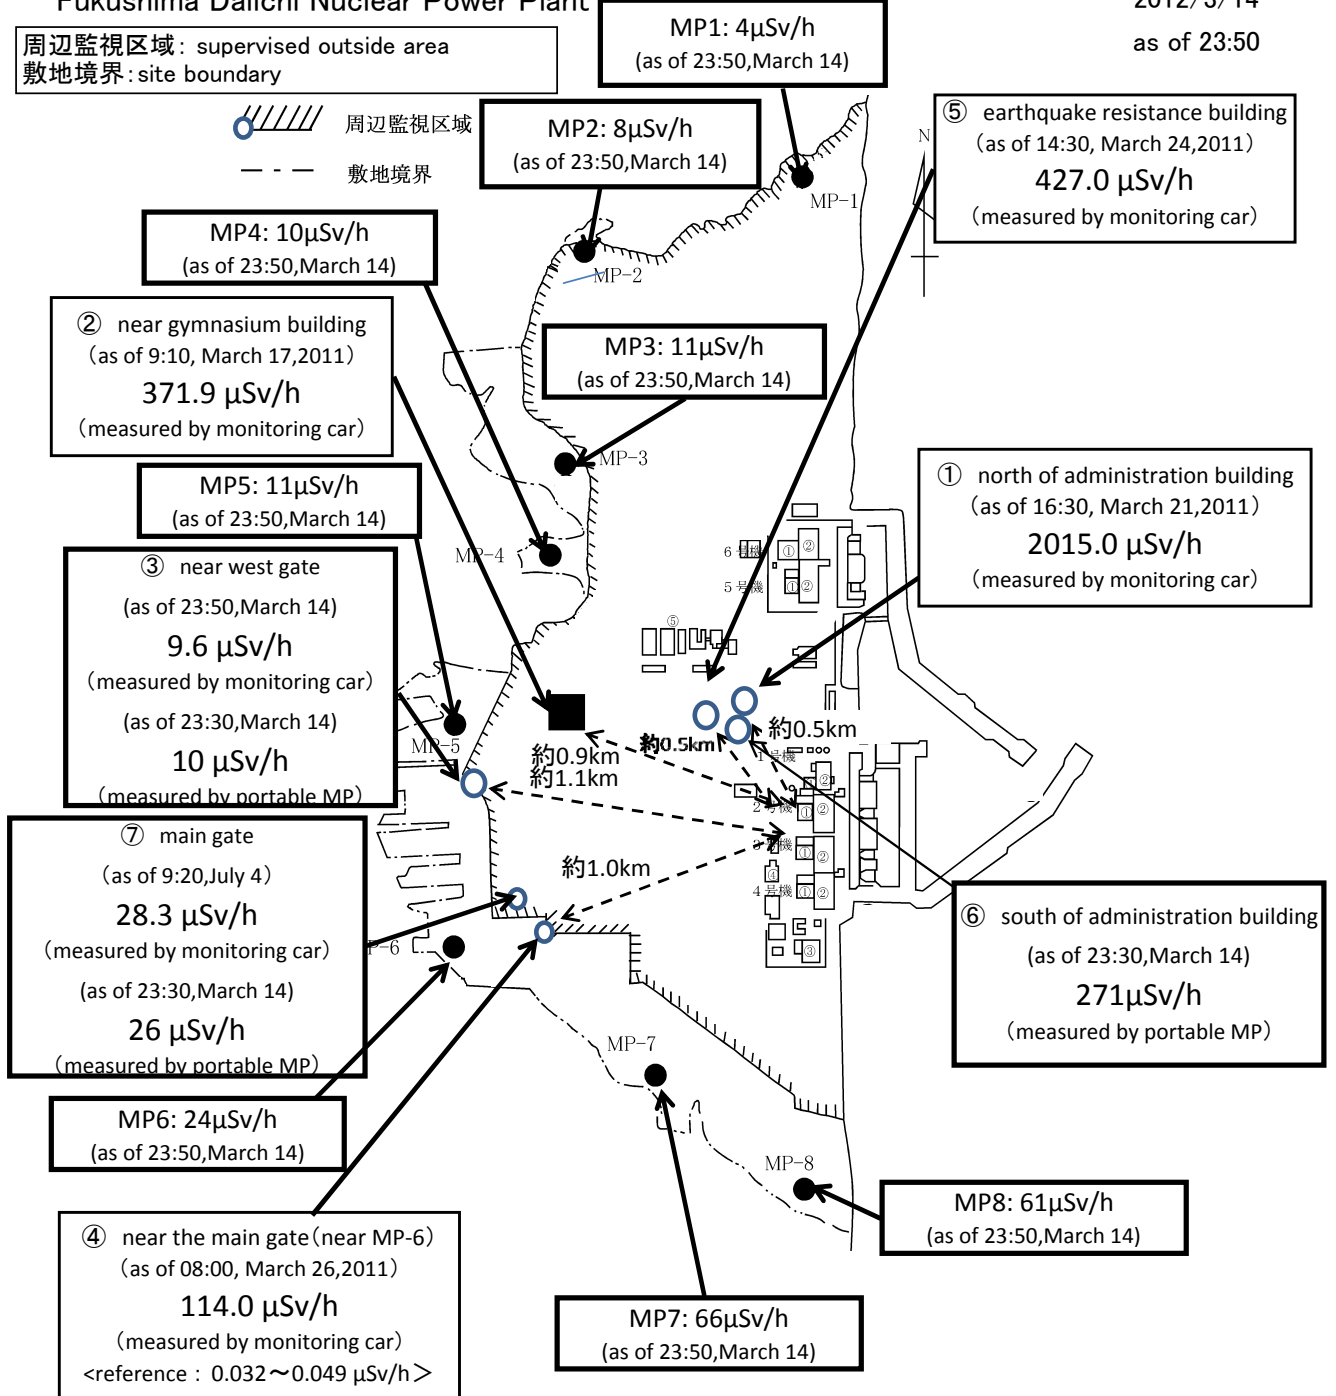 Fukushima Daiichi Nuclear Power Plant
2012/3/14
as of 23:50
周辺監視区域: supervised outside area
敷地境界:site boundary
周辺監視区域
敷地境界
MP1: 4μSv/h
(as of 23:50,March 14)
MP2: 8μSv/h
(as of 23:50,March 14)
⑤ earthquake resistance building
(as of 14:30, March 24,2011)
427.0 μSv/h
(measured by monitoring car)
N
MP-1
MP4: 10μSv/h
(as of 23:50,March 14)
MP-2
② near gymnasium building
(as of 9:10, March 17,2011)
371.9 μSv/h
(measured by monitoring car)
MP3: 11μSv/h
(as of 23:50,March 14)
MP-3
MP5: 11μSv/h
(as of 23:50,March 14)
① north of administration building
(as of 16:30, March 21,2011)
2015.0 μSv/h
(measured by monitoring car)
MP-4
③ near west gate
(as of 23:50,March 14)
9.6 μSv/h
(measured by monitoring car)
(as of 23:30,March 14)
10 μSv/h
(measured by portable MP)
6号機
① ②
5号機
① ②
⑤
MP-5
約0.9km
約1.1km
約0.5km
約0.5km
1号機
②
2号機
① ②
3号機
① ②
④
4号機
① ②
③
約1.0km
⑦ main gate
(as of 9:20,July 4)
28.3 μSv/h
(measured by monitoring car)
(as of 23:30,March 14)
26 μSv/h
(measured by portable MP)
P-6
⑥ south of administration building
(as of 23:30,March 14)
271μSv/h
(measured by portable MP)
MP-7
MP6: 24μSv/h
(as of 23:50,March 14)
MP-8
MP8: 61μSv/h
(as of 23:50,March 14)
④ near the main gate(near MP-6)
(as of 08:00, March 26,2011)
114.0 μSv/h
(measured by monitoring car)
<reference : 0.032～0.049 μSv/h＞
MP7: 66μSv/h
(as of 23:50,March 14)